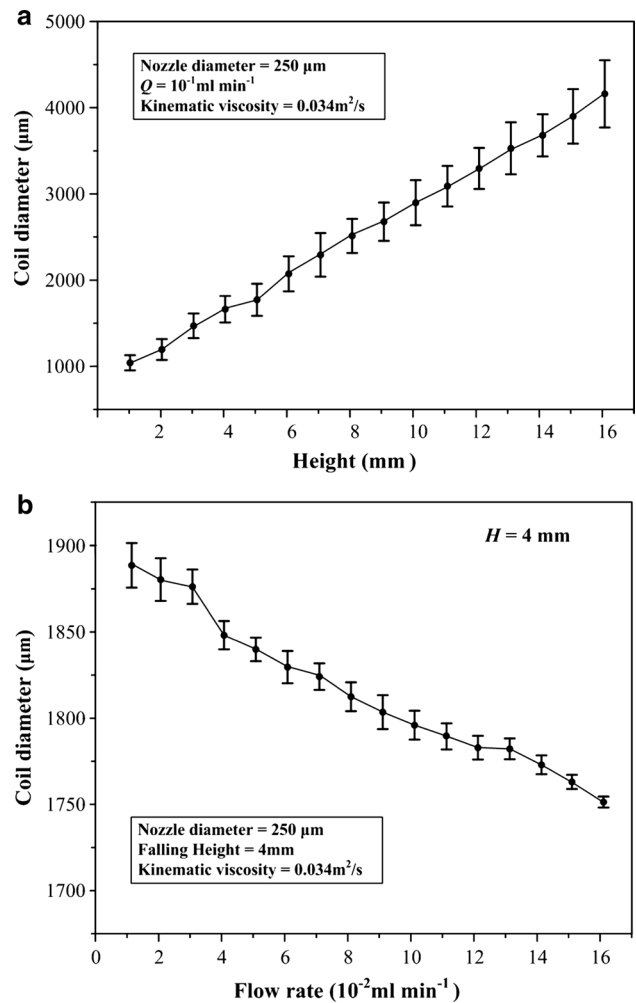 a
5000
4000
3000
2000
1000
Coil diameter (μm)
Nozzle diameter = 250 μm
Q = 10⁻¹ml min⁻¹
Kinematic viscosity = 0.034m²/s
2 4 6 8 10 12 14 16
Height (mm )
b
1900
1850
1800
1750
1700
Coil diameter (μm)
H = 4 mm
Nozzle diameter = 250 μm
Falling Height = 4mm
Kinematic viscosity = 0.034m²/s
0 2 4 6 8 10 12 14 16
Flow rate (10⁻²ml min⁻¹ )